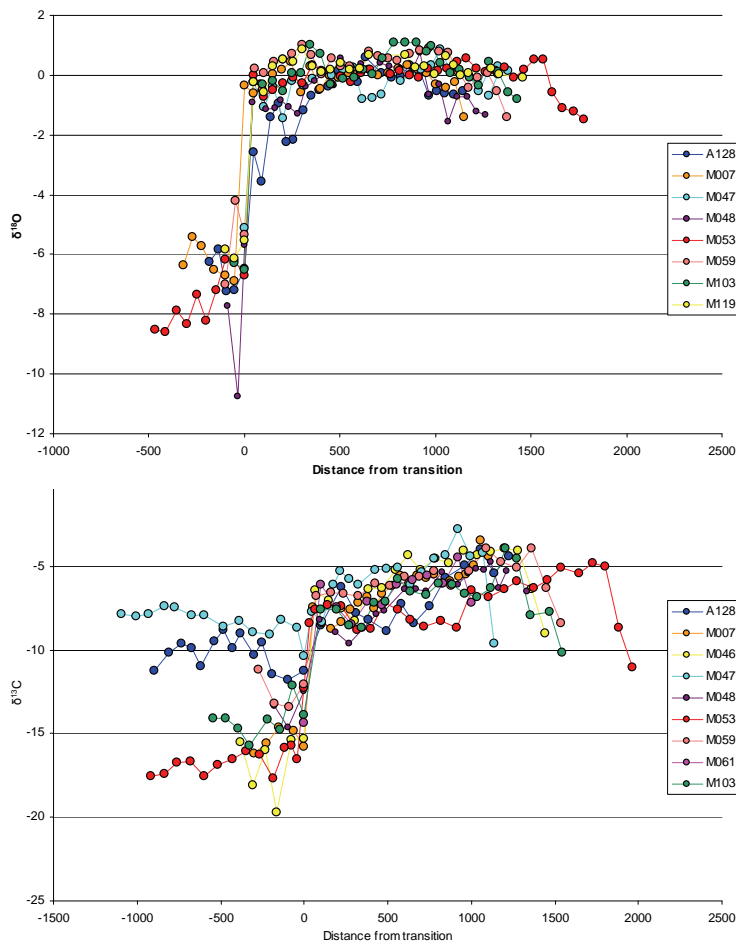 2
0
-2
-4
-6
-8
-10
-12
δ¹⁸O
-1000 -500 0 500 1000 1500 2000 2500
Distance from transition
A128
M007
M047
M048
M053
M059
M103
M119
-5
-10
-15
-20
-25
δ¹³C
-1500 -1000 -500 0 500 1000 1500 2000 2500
Distance from transition
A128
M007
M046
M047
M048
M053
M059
M061
M103